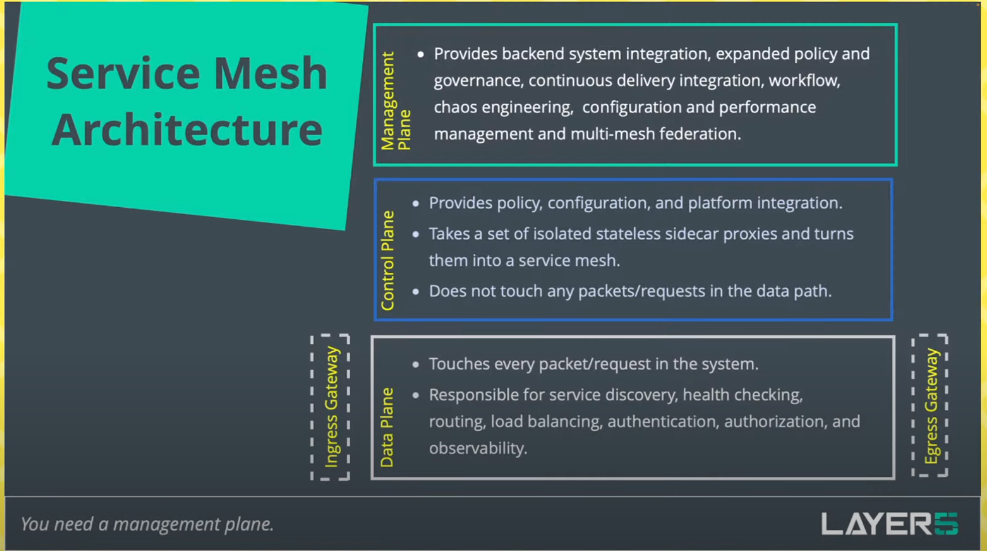 Service Mesh
Architecture
Management
Plane
• Provides backend system integration, expanded policy and
governance, continuous delivery integration, workflow,
chaos engineering, configuration and performance
management and multi-mesh federation.
Control Plane
• Provides policy, configuration, and platform integration.
• Takes a set of isolated stateless sidecar proxies and turns
them into a service mesh.
• Does not touch any packets/requests in the data path.
Ingress Gateway
Data Plane
• Touches every packet/request in the system.
• Responsible for service discovery, health checking,
routing, load balancing, authentication, authorization, and
observability.
Egress Gateway
You need a management plane.
LAYER5